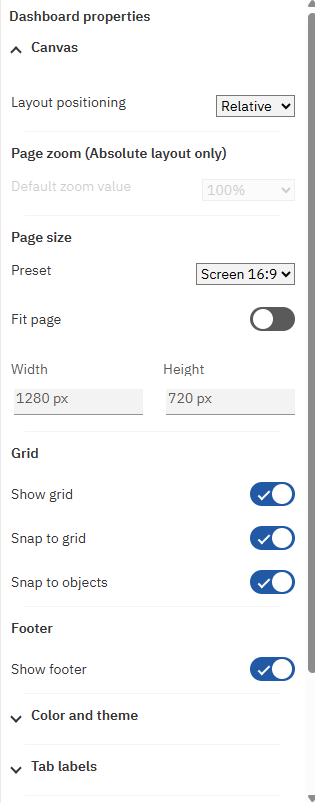 Dashboard properties
Canvas
Layout positioning Relative
Page zoom (Absolute layout only)
Default zoom value 100%
Page size
Preset Screen 16:9
Fit page
Width Height
1280 px 720 px
Grid
Show grid
Snap to grid
Snap to objects
Footer
Show footer
Color and theme
Tab labels